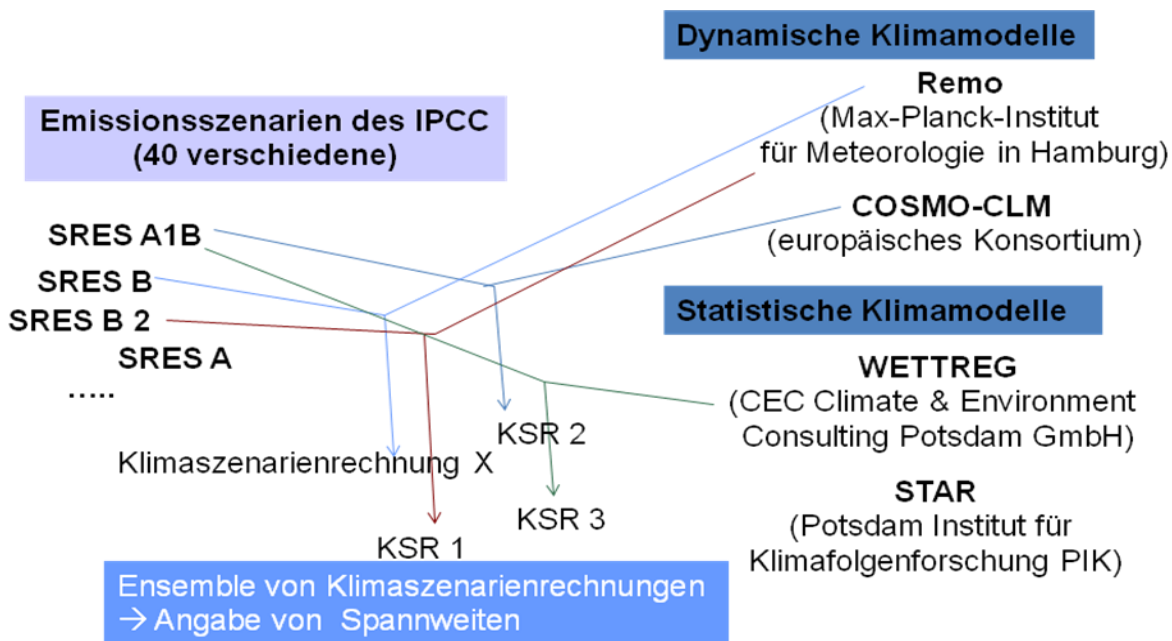 Dynamische Klimamodelle
Remo
(Max-Planck-Institut
für Meteorologie in Hamburg)
COSMO-CLM
(europäisches Konsortium)
Emissionsszenarien des IPCC
(40 verschiedene)
SRES A1B
SRES B
SRES B 2
SRES A
.....
Statistische Klimamodelle
WETTREG
(CEC Climate & Environment
Consulting Potsdam GmbH)
STAR
(Potsdam Institut für
Klimafolgenforschung PIK)
KSR 2
Klimaszenarienrechnung X
KSR 3
KSR 1
Ensemble von Klimaszenarienrechnungen
→ Angabe von Spannweiten